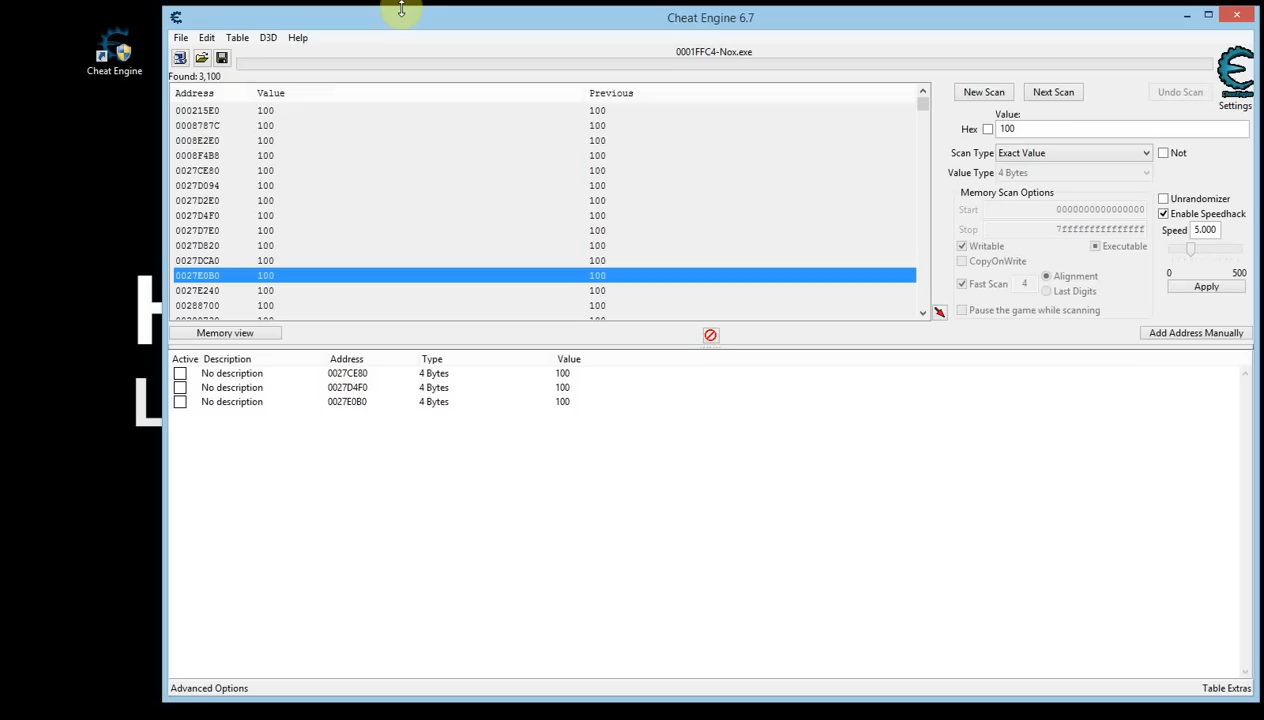 Cheat Engine 6.7
Cheat Engine
File Edit Table D3D Help
0001FFC4-Nox.exe
Found: 3,100
Address Value Previous
000215E0 100 100
0008787C 100 100
0008E2E0 100 100
0008F4B8 100 100
0027CE80 100 100
0027D094 100 100
0027D2E0 100 100
0027D4F0 100 100
0027D7E0 100 100
0027D820 100 100
0027DCA0 100 100
0027E0B0 100 100
0027E240 100 100
00288700 100 100
New Scan Next Scan Undo Scan
Settings
Value:
Hex 100
Scan Type Exact Value Not
Value Type 4 Bytes
Memory Scan Options
Start 0000000000000000
Stop 7fffffffffffffff
Writable Executable
CopyOnWrite
Fast Scan 4 Alignment
Last Digits
Pause the game while scanning
Unrandomizer
Enable Speedhack
Speed 5.000
0 500
Apply
Memory view Add Address Manually
Active Description Address Type Value
No description 0027CE80 4 Bytes 100
No description 0027D4F0 4 Bytes 100
No description 0027E0B0 4 Bytes 100
Advanced Options Table Extras